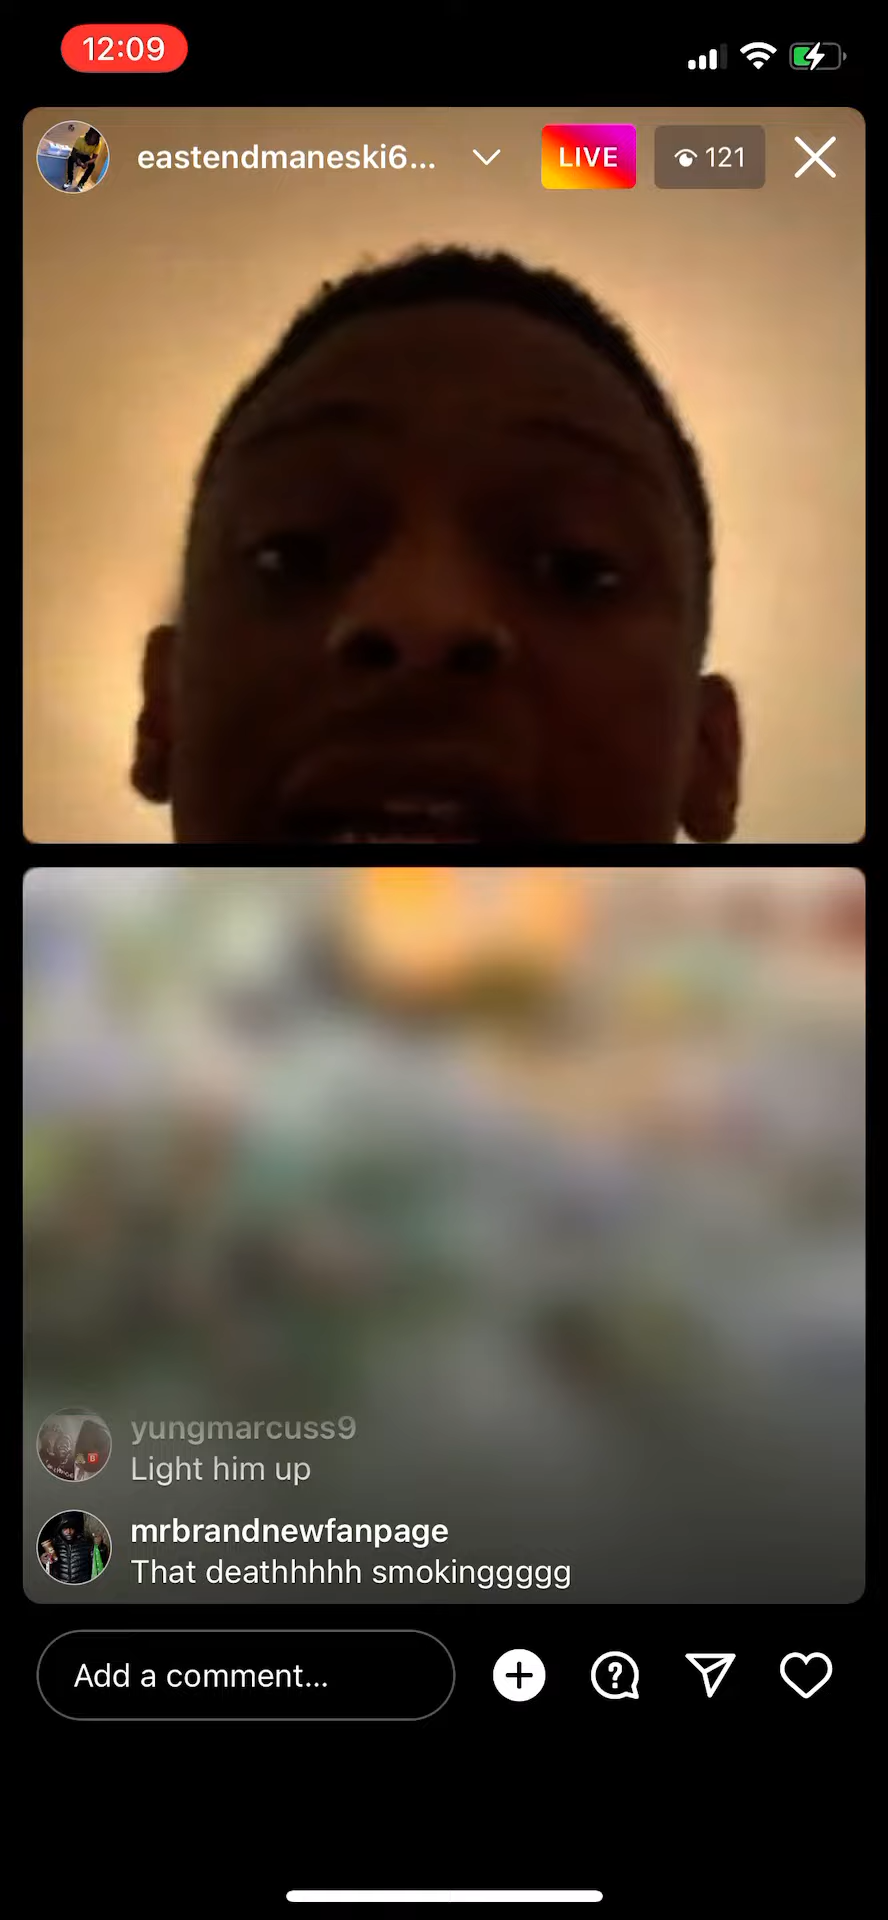 12:09
eastendmaneski6...
LIVE
121
yungmarcuss9
Light him up
mrbrandnewfanpage
That deathhhhh smokingggggg
Add a comment...